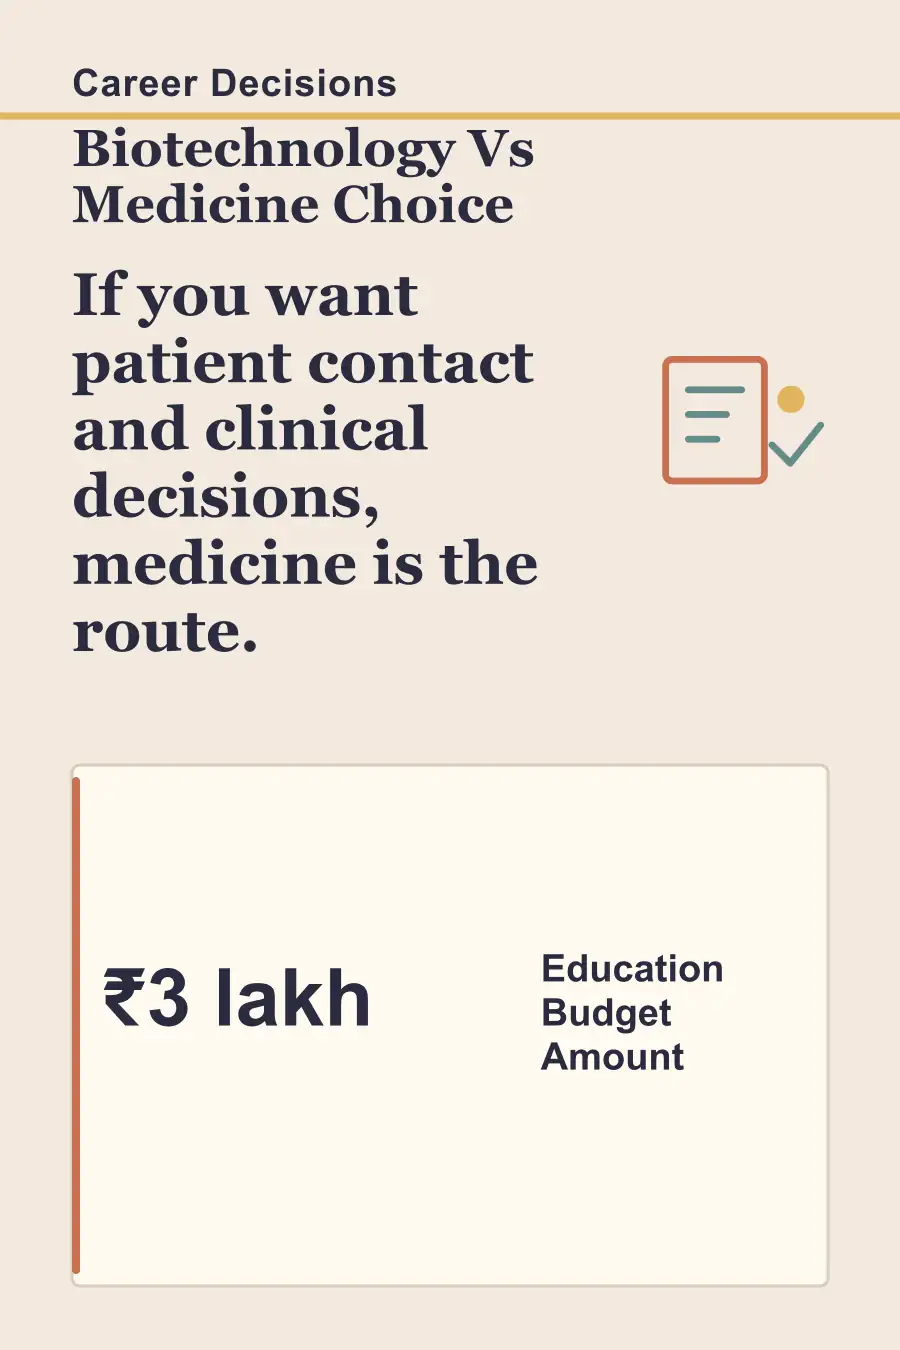 Career Decisions
Biotechnology Vs
Medicine Choice
If you want
patient contact
and clinical
decisions,
medicine is the
route.
₹3 lakh
Education
Budget
Amount